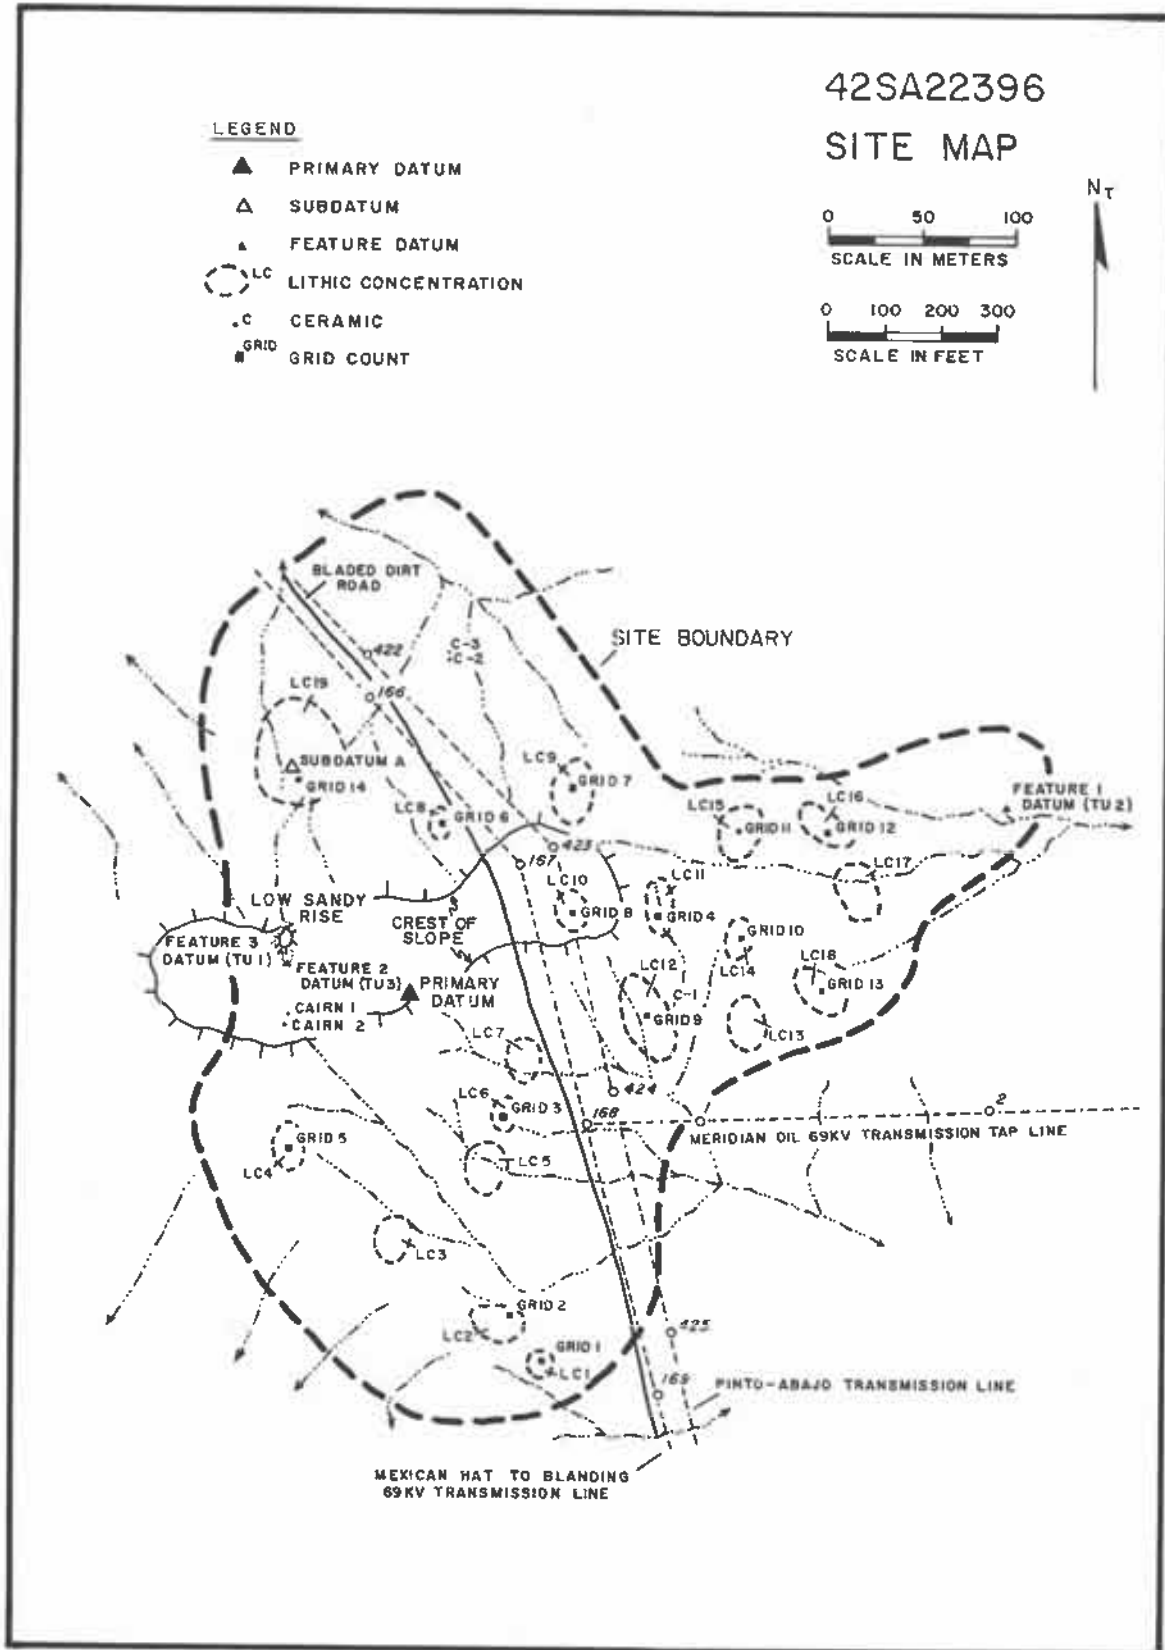 42SA22396
SITE MAP
LEGEND
PRIMARY DATUM
SUBDATUM
FEATURE DATUM
LC LITHIC CONCENTRATION
.C CERAMIC
GRID GRID COUNT
NT
0 50 100
SCALE IN METERS
0 100 200 300
SCALE IN FEET
BLADED DIRT
ROAD
SITE BOUNDARY
422
C-3
C-2
166
LC19
SUBDATUM A
GRID 14
LC9
GRID 7
LC8
GRID 6
FEATURE 1
DATUM (TU2)
LC15
GRID 11
LC16
GRID 12
423
167
LC17
LC11
LC10
GRID 8
GRID 4
LOW SANDY
RISE
CREST OF
SLOPE
GRID 10
LC14
FEATURE 3
DATUM (TU1)
FEATURE 2
DATUM (TU3)
PRIMARY
DATUM
LC12
C-1
GRID 9
LC18
GRID 13
CAIRN 1
CAIRN 2
LC13
LC7
424
LC6
GRID 3
168
2
MERIDIAN OIL 69KV TRANSMISSION TAP LINE
GRID 5
LC4
LC5
LC3
GRID 2
LC2
GRID 1
LC1
425
169
PINTO-ABAJO TRANSMISSION LINE
MEXICAN HAT TO BLANDING
69KV TRANSMISSION LINE